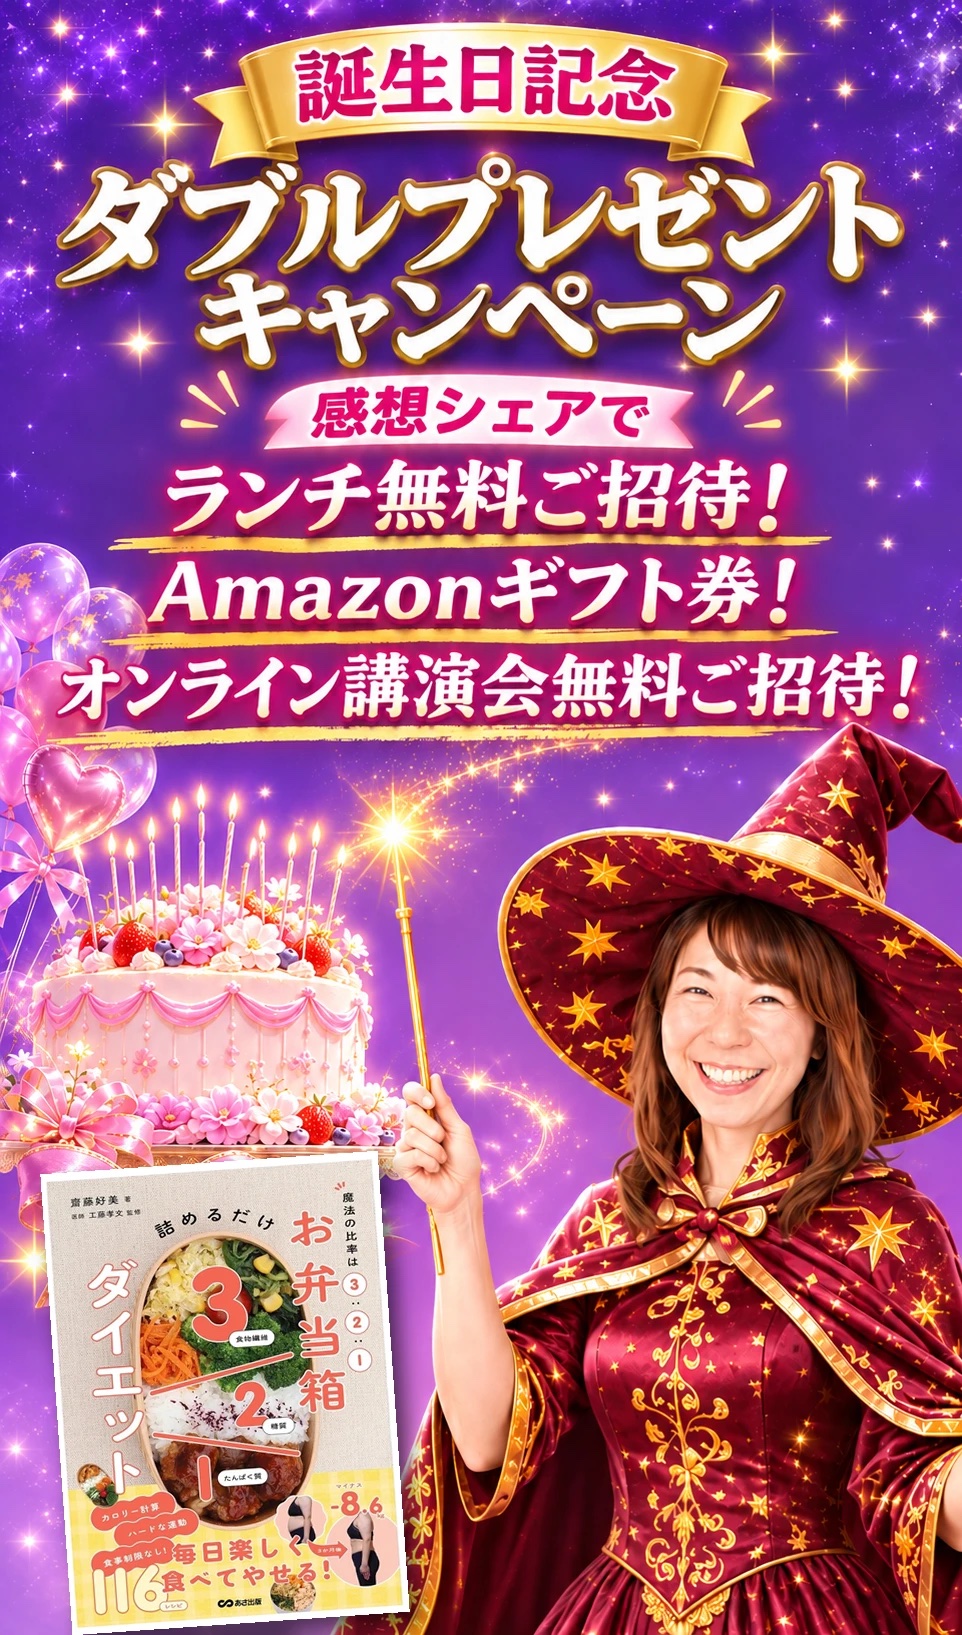 誕生日記念
ダブルプレゼント
キャンペーン
感想シェアで
ランチ無料ご招待！
Amazonギフト券！
オンライン講演会無料ご招待！
齋藤好美 著
医師 工藤孝文 監修
魔法の比率は3:2:1
詰めるだけ
お弁当箱
ダイエット
3
食物繊維
2
糖質
1
たんぱく質
カロリー計算
ハードな運動
食事制限なし！
マイナス
-8.6
毎日楽しく
食べてやせる！
116
レシピ
あさ出版